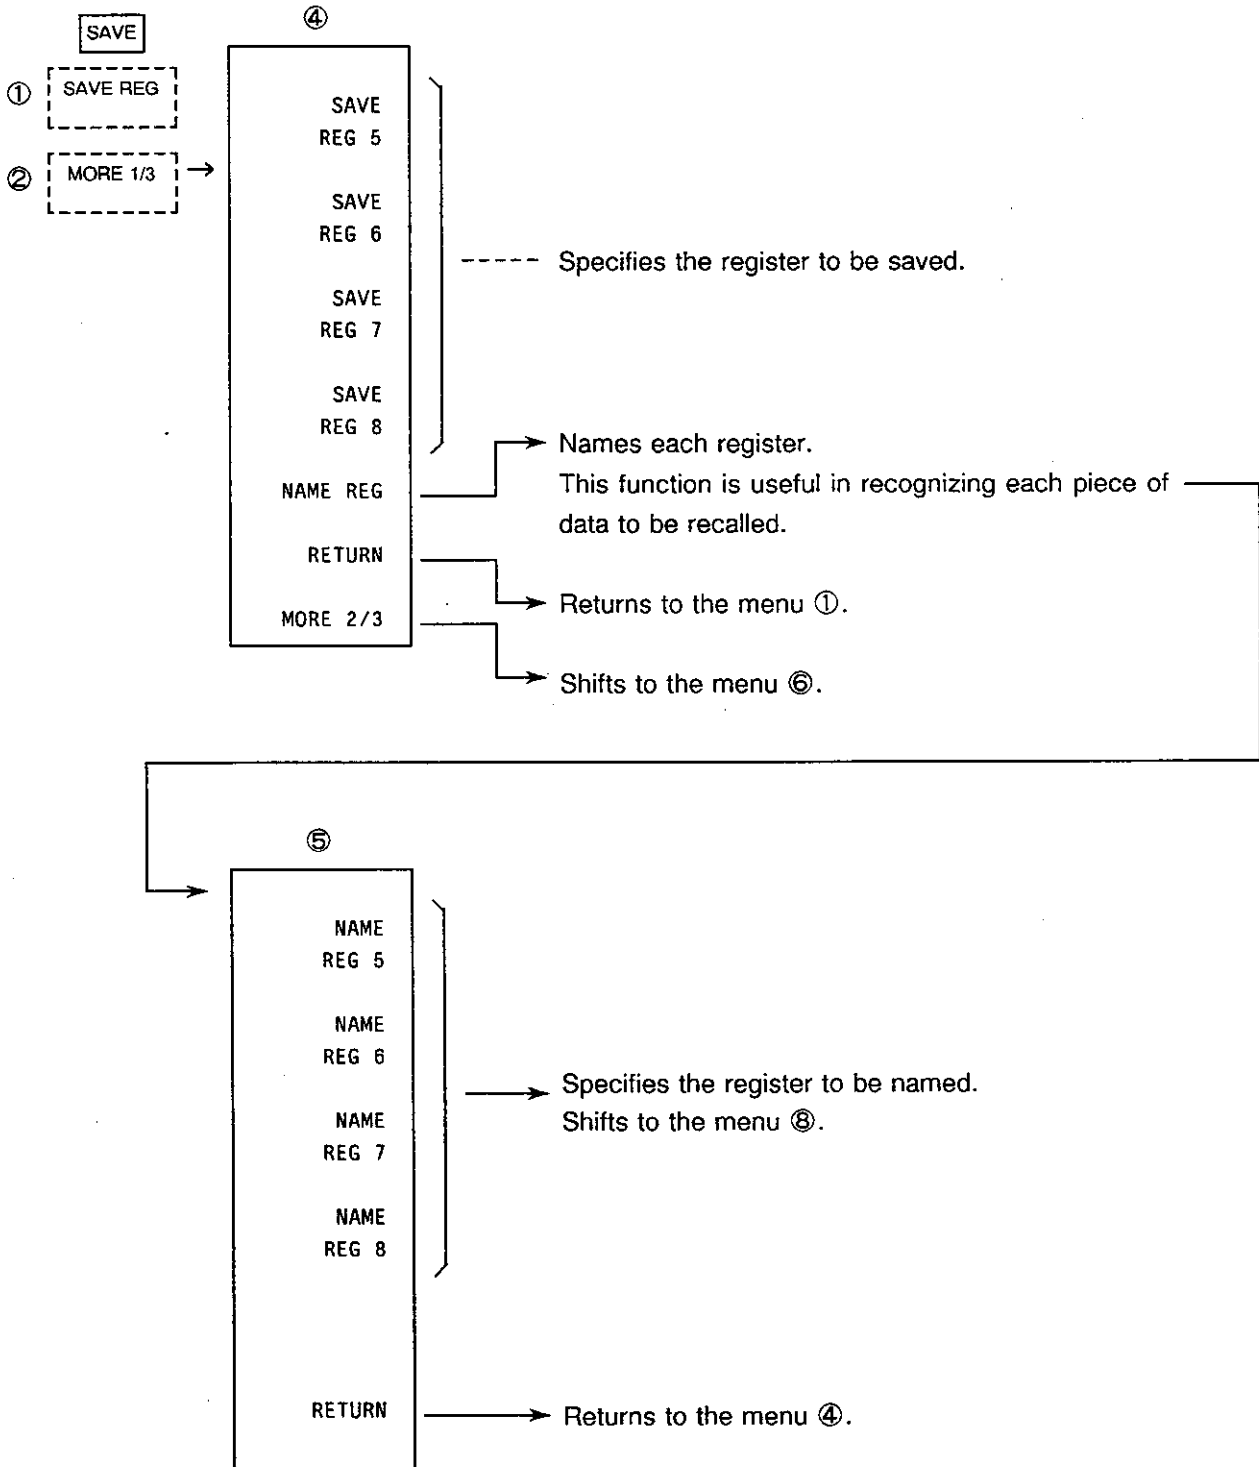 SAVE
① SAVE REG
② MORE 1/3
④
SAVE
REG 5
SAVE
REG 6
SAVE
REG 7
SAVE
REG 8
NAME REG
RETURN
MORE 2/3
Specifies the register to be saved.
Names each register.
This function is useful in recognizing each piece of
data to be recalled.
Returns to the menu ①.
Shifts to the menu ⑥.
⑤
NAME
REG 5
NAME
REG 6
NAME
REG 7
NAME
REG 8
RETURN
Specifies the register to be named.
Shifts to the menu ⑧.
Returns to the menu ④.